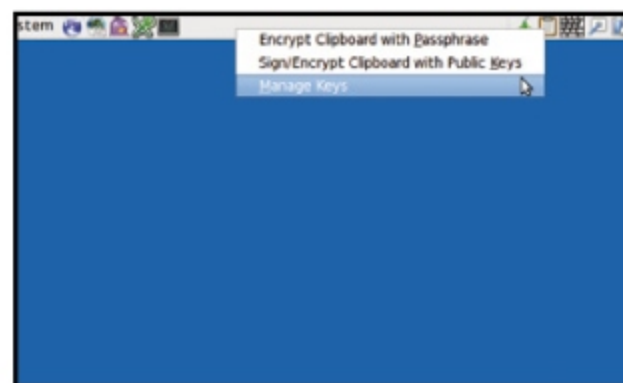 stem
Encrypt Clipboard with Passphrase
Sign/Encrypt Clipboard with Public Keys
Manage Keys